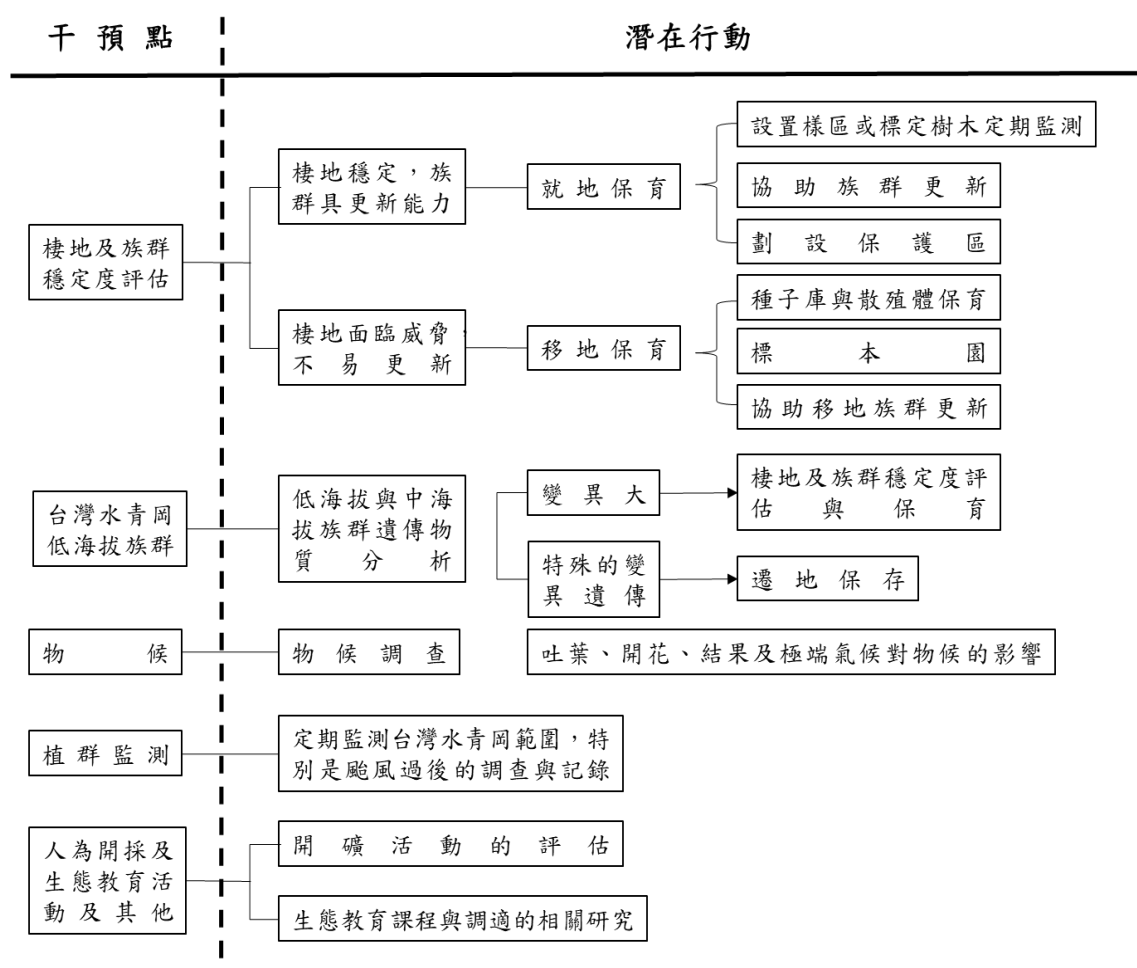 干預點
潛在行動
棲地及族群
穩定度評估
棲地穩定，族
群具更新能力
就地保育
設置樣區或標定樹木定期監測
協助族群更新
劃設保護區
棲地面臨威脅，
不易更新
移地保育
種子庫與散殖體保育
標本園
協助移地族群更新
台灣水青岡
低海拔族群
低海拔與中海
拔族群遺傳物
質分析
變異大
棲地及族群穩定度評
估與保育
特殊的變
異遺傳
遷地保存
物候
物候調查
吐葉、開花、結果及極端氣候對物候的影響
植群監測
定期監測台灣水青岡範圍，特
別是颱風過後的調查與記錄
人為開採及
生態教育活
動及其他
開礦活動的評估
生態教育課程與調適的相關研究